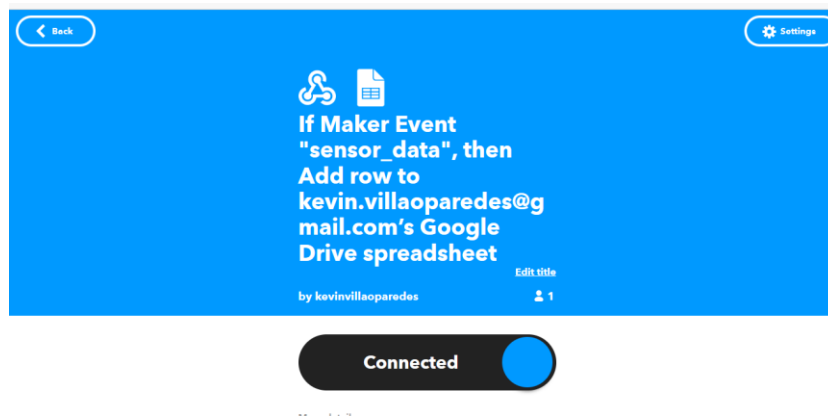 Back
Settings
If Maker Event
"sensor_data", then
Add row to
kevin.villaoparedes@g
mail.com's Google
Drive spreadsheet
Edit title
by kevinvillaoparedes 1
Connected